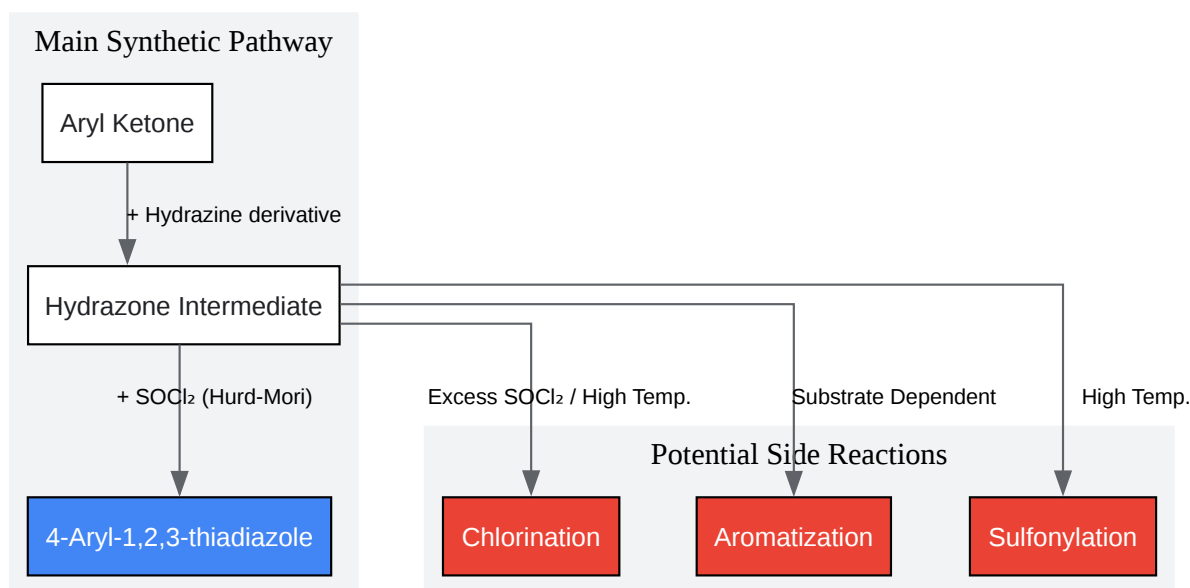 Main Synthetic Pathway
Aryl Ketone
+ Hydrazine derivative
Hydrazone Intermediate
+ SOCl₂ (Hurd-Mori)
Excess SOCl₂ / High Temp.
Substrate Dependent
High Temp.
Potential Side Reactions
4-Aryl-1,2,3-thiadiazole
Chlorination
Aromatization
Sulfonylation